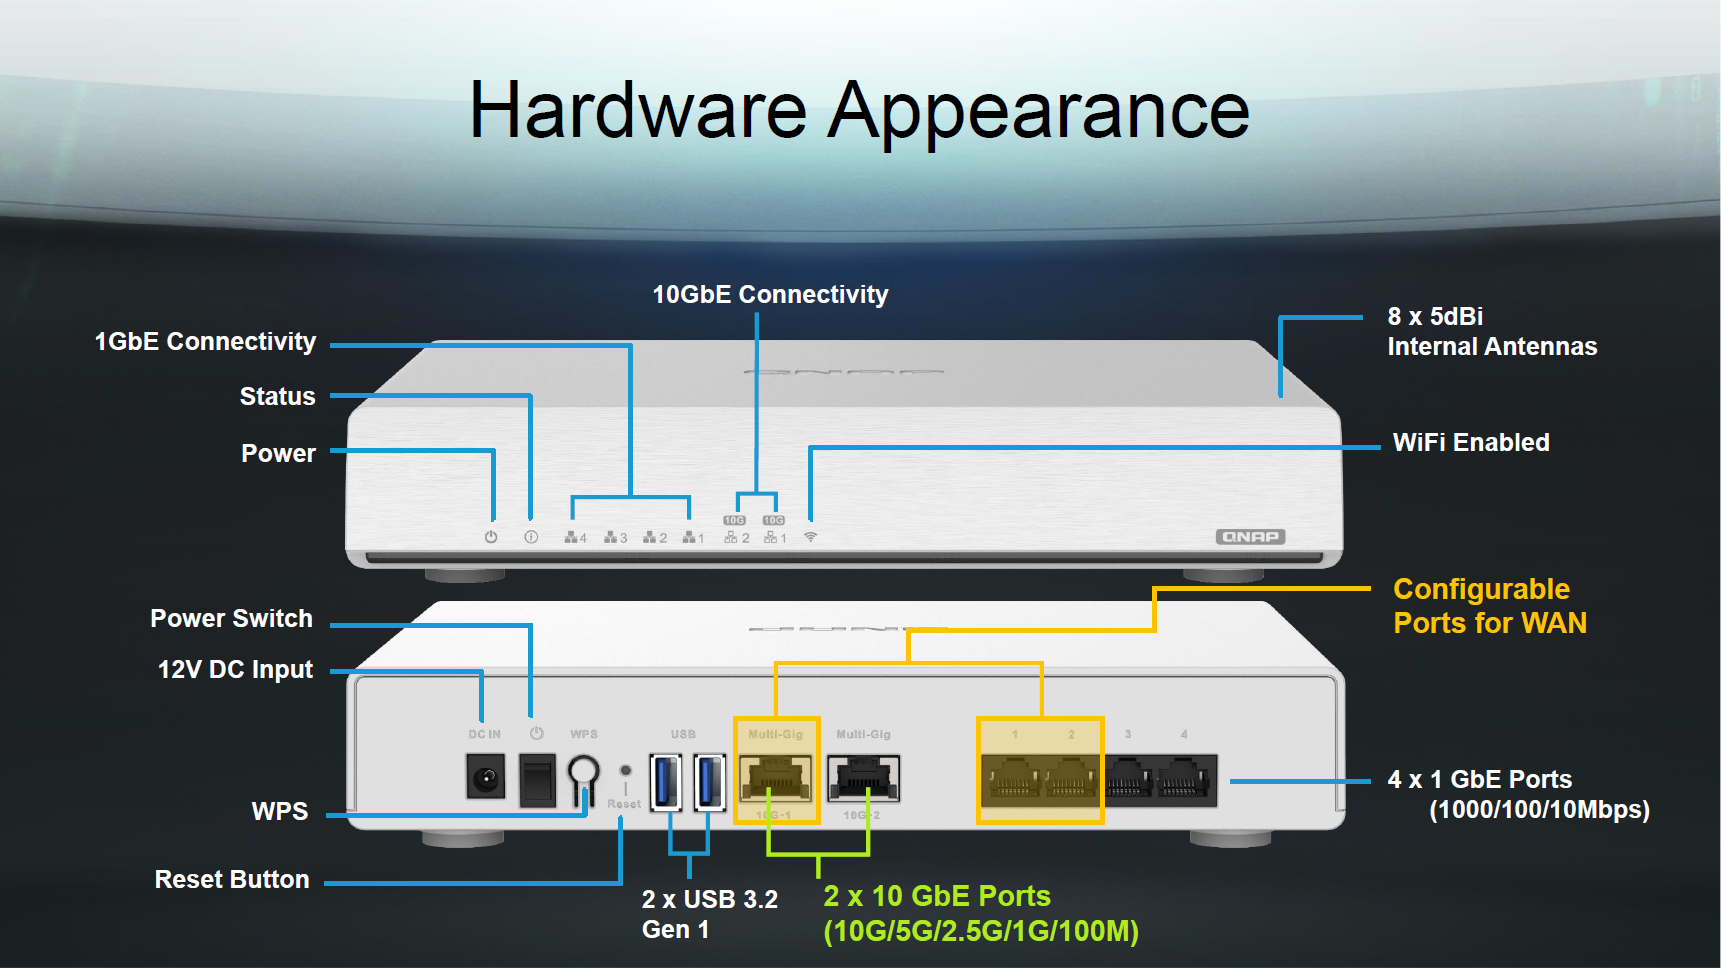 Hardware Appearance
10GbE Connectivity
8 x 5dBi
Internal Antennas
1GbE Connectivity
QNAP
Status
WiFi Enabled
Power
10G 10G
4 3 2 1 2 1
QNAP
Configurable
Ports for WAN
Power Switch
12V DC Input
DC IN WPS USB Multi-Gig Multi-Gig 1 2 3 4
4 x 1 GbE Ports
(1000/100/10Mbps)
Reset
WPS
10G-1 10G-2
Reset Button
2 x USB 3.2
Gen 1
2 x 10 GbE Ports
(10G/5G/2.5G/1G/100M)